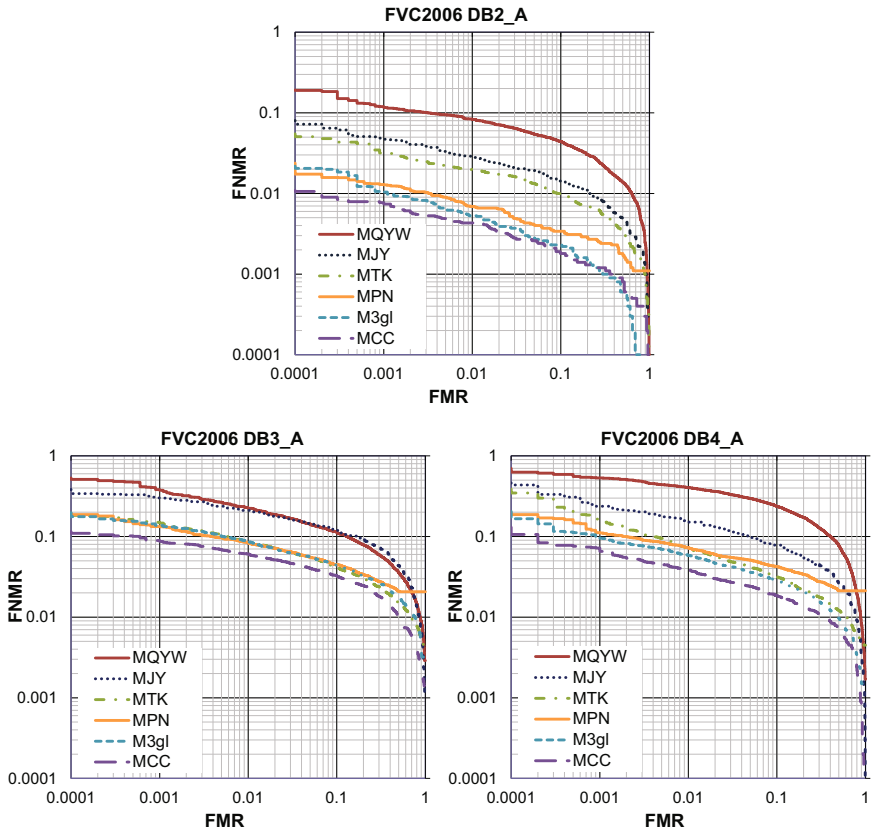 FVC2006 DB2_A
1
0.1
0.01
0.001
0.0001
FNMR
MQYW
MJY
MTK
MPN
M3gl
MCC
0.0001 0.001 0.01 0.1 1
FMR
FVC2006 DB3_A
1
0.1
0.01
0.001
0.0001
FNMR
MQYW
MJY
MTK
MPN
M3gl
MCC
0.0001 0.001 0.01 0.1 1
FMR
FVC2006 DB4_A
1
0.1
0.01
0.001
0.0001
FNMR
MQYW
MJY
MTK
MPN
M3gl
MCC
0.0001 0.001 0.01 0.1 1
FMR